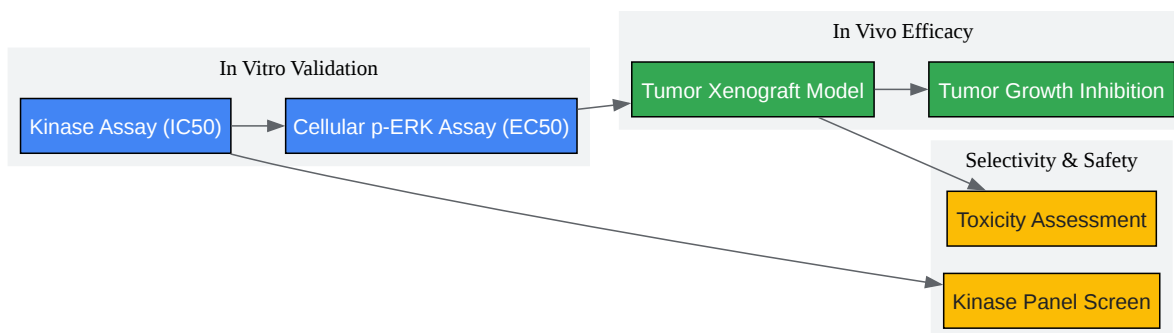 In Vitro Validation
Kinase Assay (IC50)
Cellular p-ERK Assay (EC50)
In Vivo Efficacy
Tumor Xenograft Model
Tumor Growth Inhibition
Selectivity & Safety
Toxicity Assessment
Kinase Panel Screen